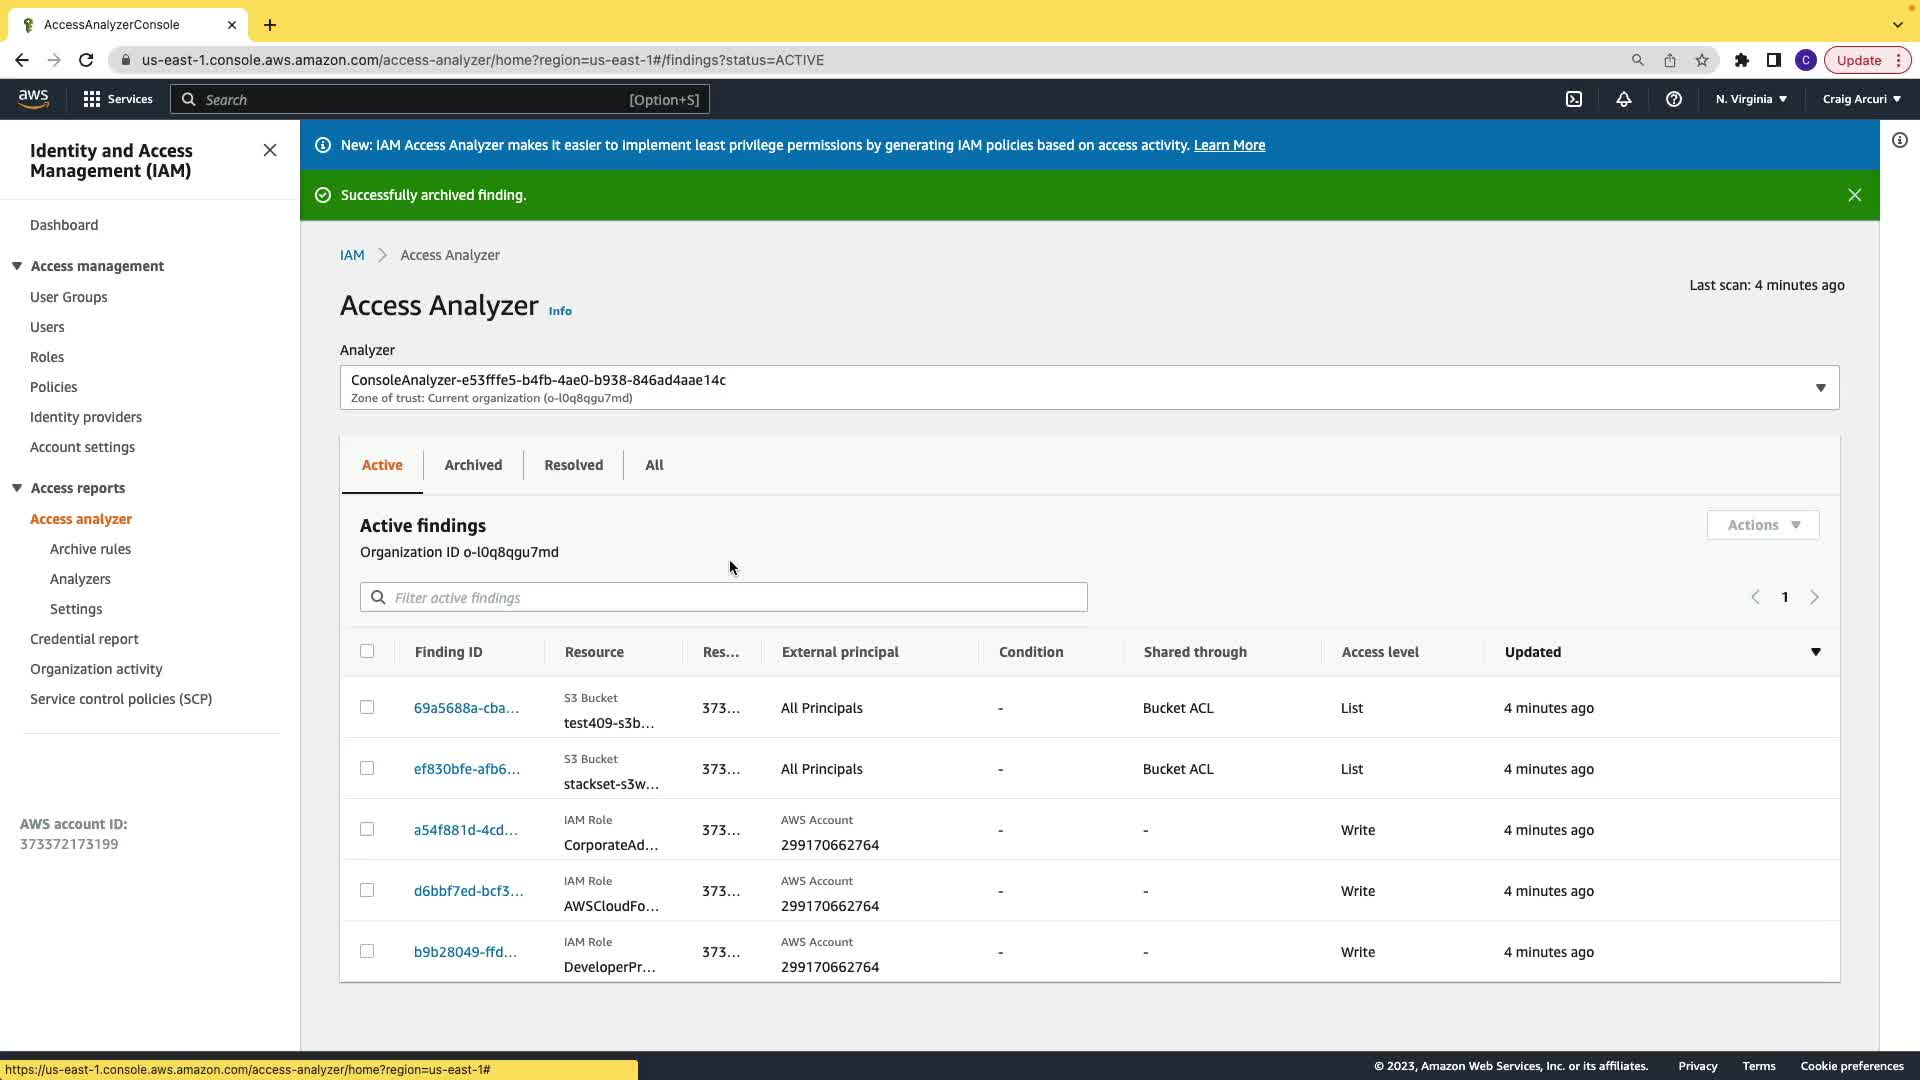 AccessAnalyzerConsole
us-east-1.console.aws.amazon.com/access-analyzer/home?region=us-east-1#/findings?status=ACTIVE
C
Update
aws
Services
Search
[Option+S]
N. Virginia
Craig Arcuri
Identity and Access
Management (IAM)
Dashboard
Access management
User Groups
Users
Roles
Policies
Identity providers
Account settings
Access reports
Access analyzer
Archive rules
Analyzers
Settings
Credential report
Organization activity
Service control policies (SCP)
AWS account ID:
373372173199
New: IAM Access Analyzer makes it easier to implement least privilege permissions by generating IAM policies based on access activity. Learn More
Successfully archived finding.
IAM > Access Analyzer
Last scan: 4 minutes ago
Access Analyzer Info
Analyzer
ConsoleAnalyzer-e53fffe5-b4fb-4ae0-b938-846ad4aae14c
Zone of trust: Current organization (o-l0q8qgu7md)
Active
Archived
Resolved
All
Active findings
Actions
Organization ID o-l0q8qgu7md
Filter active findings
1
Finding ID Resource Res... External principal Condition Shared through Access level Updated
S3 Bucket
69a5688a-cba... 373... All Principals - Bucket ACL List 4 minutes ago
test409-s3b...
S3 Bucket
ef830bfe-afb6... 373... All Principals - Bucket ACL List 4 minutes ago
stackset-s3w...
IAM Role AWS Account
a54f881d-4cd... 373... - - Write 4 minutes ago
CorporateAd... 299170662764
IAM Role AWS Account
d6bbf7ed-bcf3... 373... - - Write 4 minutes ago
AWSCloudFo... 299170662764
IAM Role AWS Account
b9b28049-ffd... 373... - - Write 4 minutes ago
DeveloperPr... 299170662764
https://us-east-1.console.aws.amazon.com/access-analyzer/home?region=us-east-1#
© 2023, Amazon Web Services, Inc. or its affiliates. Privacy Terms Cookie preferences